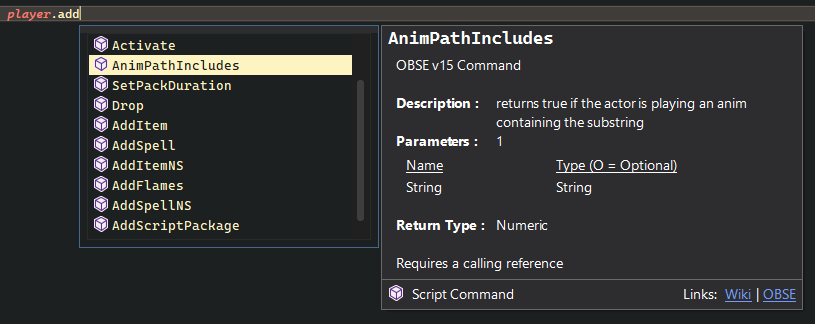 player.add
Activate
AnimPathIncludes
SetPackDuration
Drop
AddItem
AddSpell
AddItemNS
AddFlames
AddSpellNS
AddScriptPackage
AnimPathIncludes
OBSE v15 Command
Description : returns true if the actor is playing an anim
containing the substring
Parameters : 1
Name Type (O = Optional)
String String
Return Type : Numeric
Requires a calling reference
Script Command Links: Wiki | OBSE